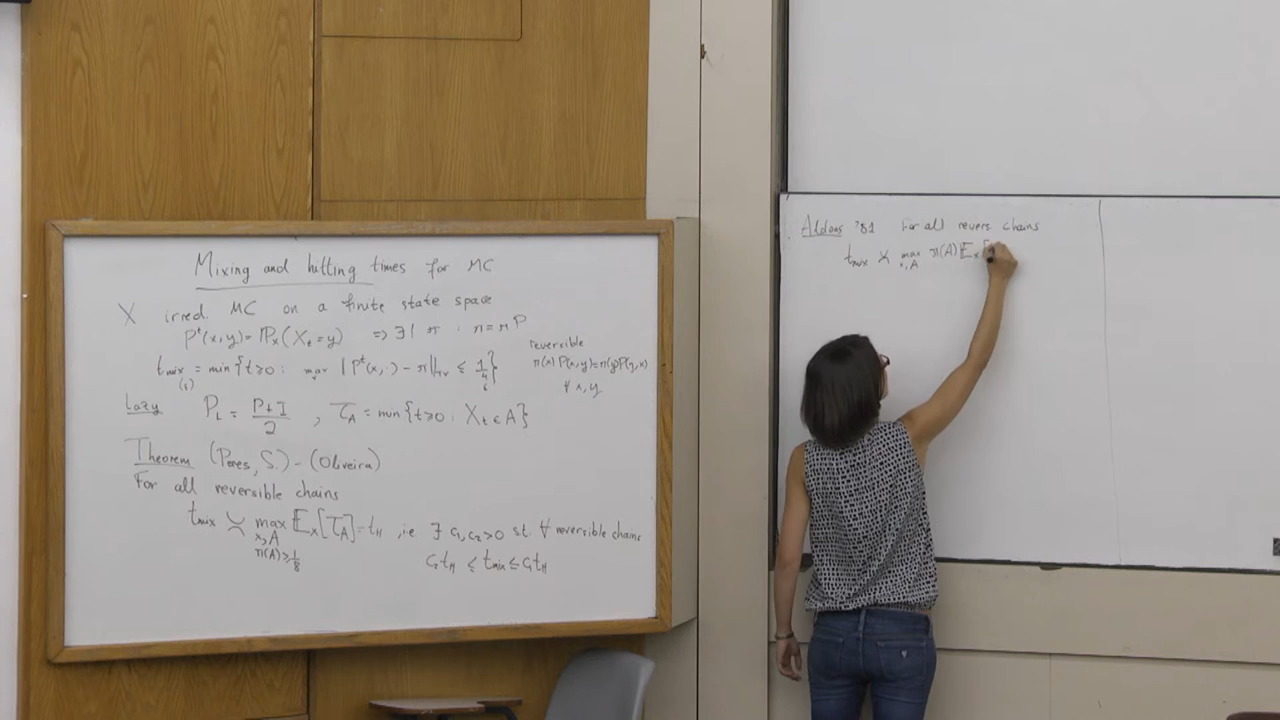 Mixing and hitting times for MC
X irred. MC on a finite state space
P^t(x,y) = ℙ_x(X_t = y) ⇒ ∃! π : π = πP
t_mix = min{t ≥ 0 : max_x ‖P^t(x,·) − π‖_TV ≤ 1/4}
(ε) ε
reversible
π(x)P(x,y)=π(y)P(y,x)
∀ x,y
Lazy P_L = (P+I)/2 , τ_A = min{t ≥ 0 : X_t ∈ A}
Theorem (Peres, S.) - (Oliveira)
For all reversible chains
t_mix ≍ max_{x,A π(A) ≥ 1/8} 𝔼_x[τ_A] = t_H , i.e ∃ c_1, c_2 > 0 st. ∀ reversible chains
c_2 t_H ≤ t_mix ≤ c_1 t_H
Aldous '81 For all revers. chains
t_mix ≍ max_{x,A} π(A) 𝔼_x[